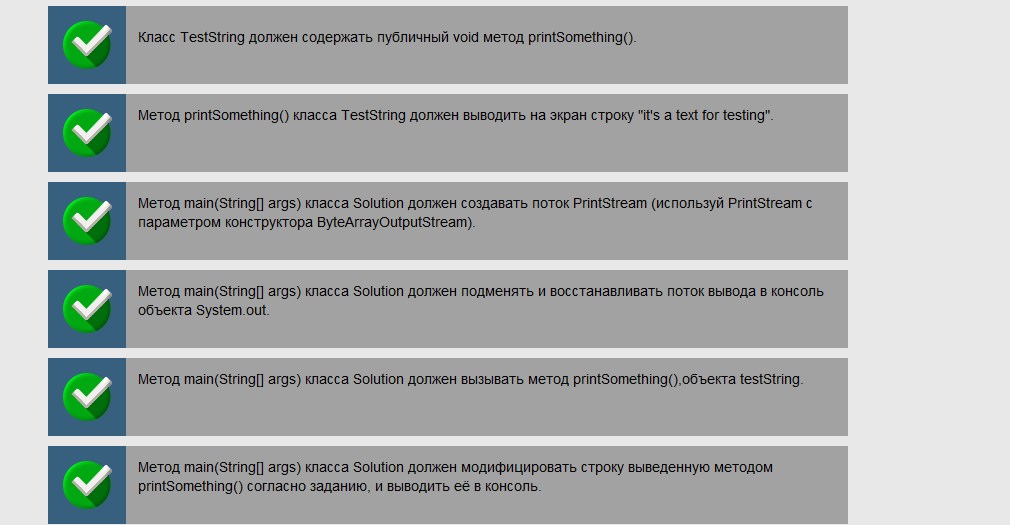 Класс TestString должен содержать публичный void метод printSomething().
Метод printSomething() класса TestString должен выводить на экран строку "it's a text for testing".
Метод main(String[] args) класса Solution должен создавать поток PrintStream (используй PrintStream c
параметром конструктора ByteArrayOutputStream).
Метод main(String[] args) класса Solution должен подменять и восстанавливать поток вывода в консоль
объекта System.out.
Метод main(String[] args) класса Solution должен вызывать метод printSomething(),объекта testString.
Метод main(String[] args) класса Solution должен модифицировать строку выведенную методом
printSomething() согласно заданию, и выводить её в консоль.